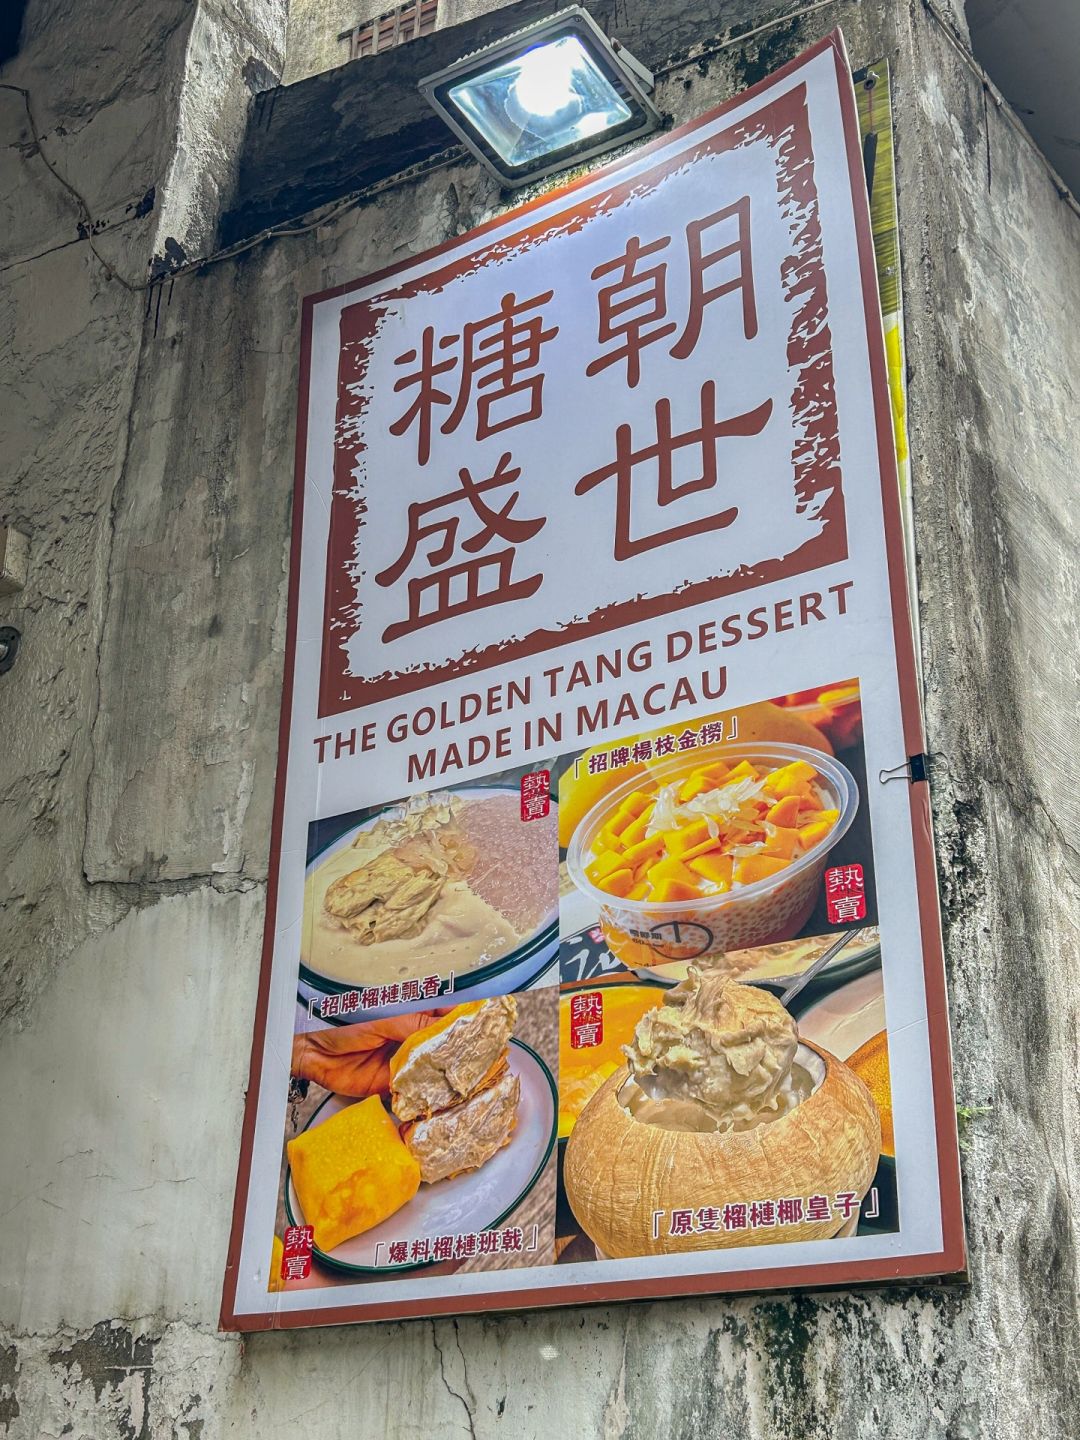 糖朝
盛世
THE GOLDEN TANG DESSERT
MADE IN MACAU
熱賣
「招牌榴槤飄香」
「招牌楊枝金撈」
熱賣
熱賣
「爆料榴槤班戟」
熱賣
「原隻榴槤椰皇子」